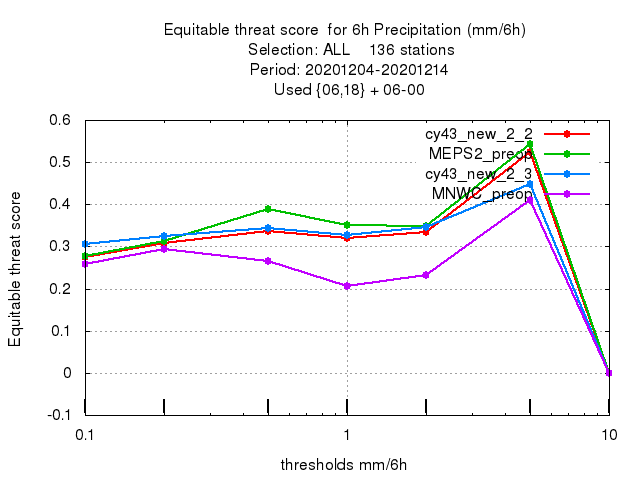 Equitable threat score  for 6h Precipitation (mm/6h)
Selection: ALL    136 stations
Period: 20201204-20201214
Used {06,18} + 06-00
cy43_new_2_2
MEPS2_preop
cy43_new_2_3
MNWC_preop
Equitable threat score
0.6
0.5
0.4
0.3
0.2
0.1
0
-0.1
0.1
1
10
thresholds mm/6h